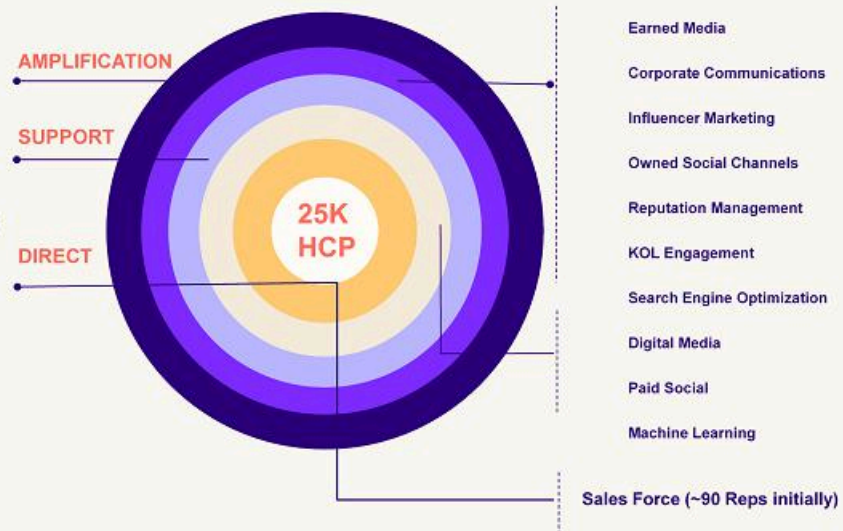 AMPLIFICATION
SUPPORT
DIRECT
25K
HCP
Earned Media
Corporate Communications
Influencer Marketing
Owned Social Channels
Reputation Management
KOL Engagement
Search Engine Optimization
Digital Media
Paid Social
Machine Learning
Sales Force (~90 Reps initially)